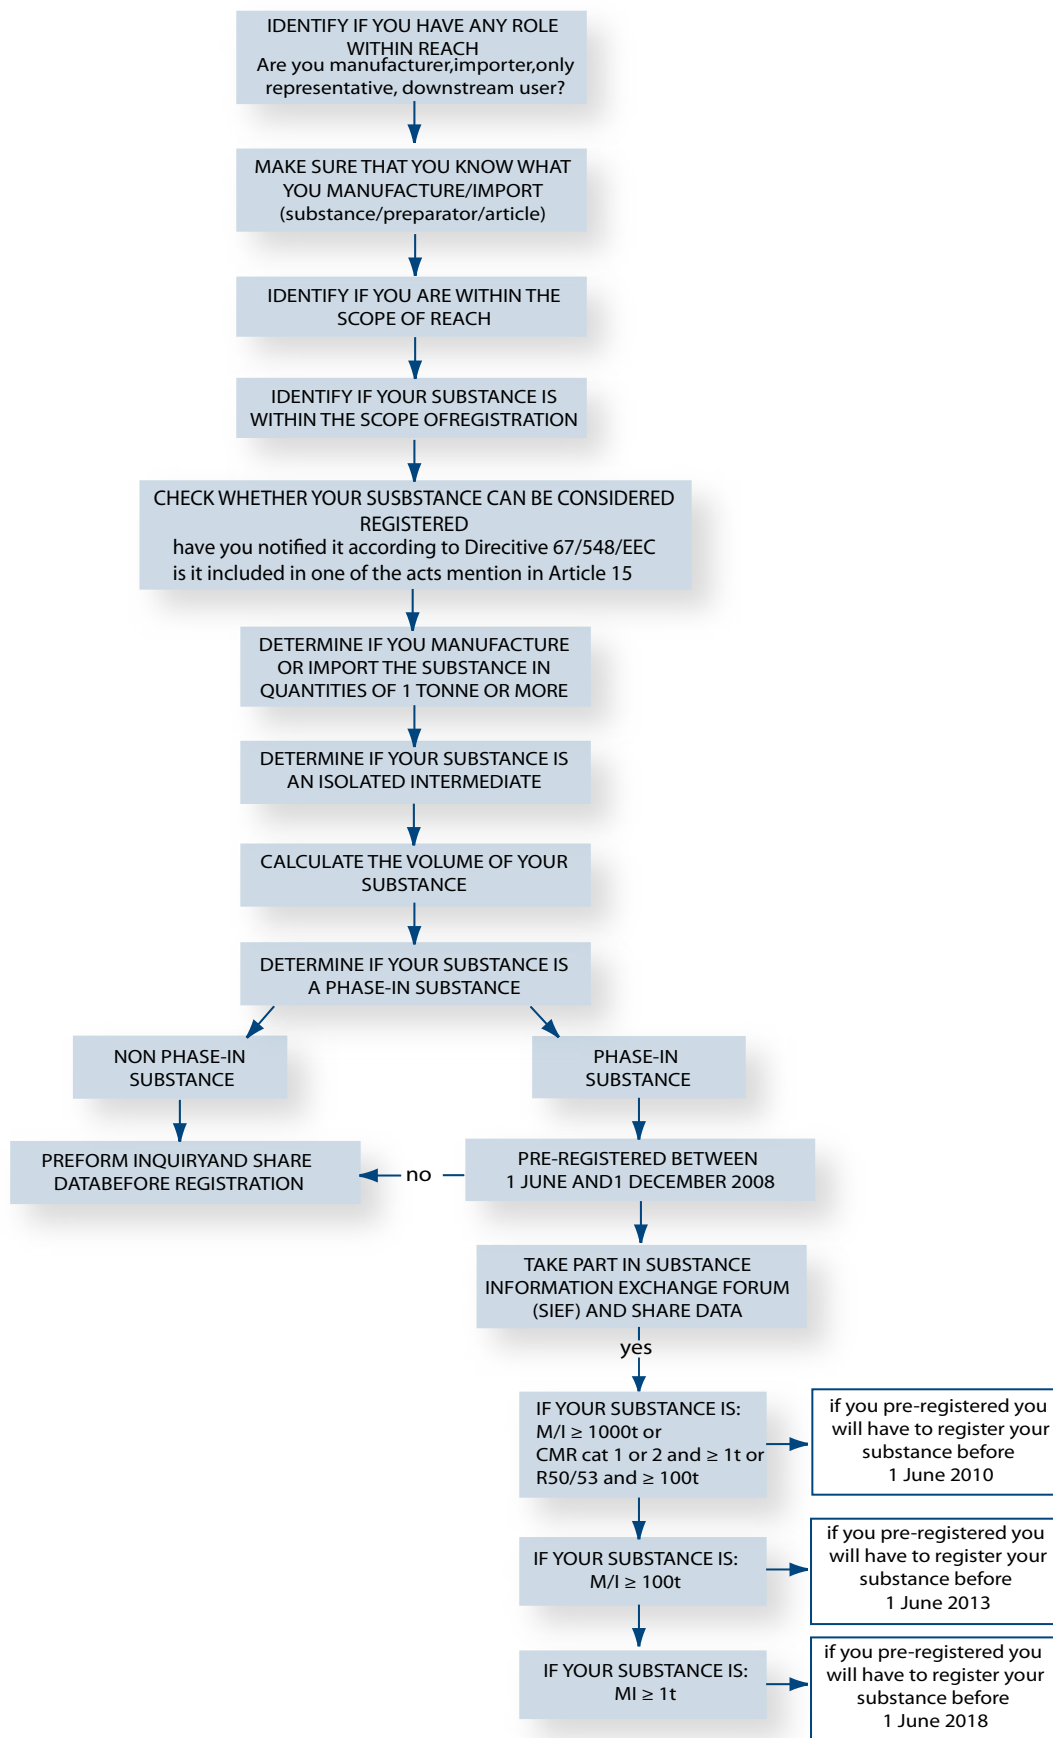 IDENTIFY IF YOU HAVE ANY ROLE
WITHIN REACH
Are you manufacturer,importer,only
representative, downstream user?
MAKE SURE THAT YOU KNOW WHAT
YOU MANUFACTURE/IMPORT
(substance/preparator/article)
IDENTIFY IF YOU ARE WITHIN THE
SCOPE OF REACH
IDENTIFY IF YOUR SUBSTANCE IS
WITHIN THE SCOPE OFREGISTRATION
CHECK WHETHER YOUR SUSBSTANCE CAN BE CONSIDERED
REGISTERED
have you notified it according to Direcitive 67/548/EEC
is it included in one of the acts mention in Article 15
DETERMINE IF YOU MANUFACTURE
OR IMPORT THE SUBSTANCE IN
QUANTITIES OF 1 TONNE OR MORE
DETERMINE IF YOUR SUBSTANCE IS
AN ISOLATED INTERMEDIATE
CALCULATE THE VOLUME OF YOUR
SUBSTANCE
DETERMINE IF YOUR SUBSTANCE IS
A PHASE-IN SUBSTANCE
NON PHASE-IN
SUBSTANCE
PHASE-IN
SUBSTANCE
PREFORM INQUIRYAND SHARE
DATABEFORE REGISTRATION
no
PRE-REGISTERED BETWEEN
1 JUNE AND1 DECEMBER 2008
TAKE PART IN SUBSTANCE
INFORMATION EXCHANGE FORUM
(SIEF) AND SHARE DATA
yes
IF YOUR SUBSTANCE IS:
M/I ≥ 1000t or
CMR cat 1 or 2 and ≥ 1t or
R50/53 and ≥ 100t
if you pre-registered you
will have to register your
substance before
1 June 2010
IF YOUR SUBSTANCE IS:
M/I ≥ 100t
if you pre-registered you
will have to register your
substance before
1 June 2013
IF YOUR SUBSTANCE IS:
MI ≥ 1t
if you pre-registered you
will have to register your
substance before
1 June 2018